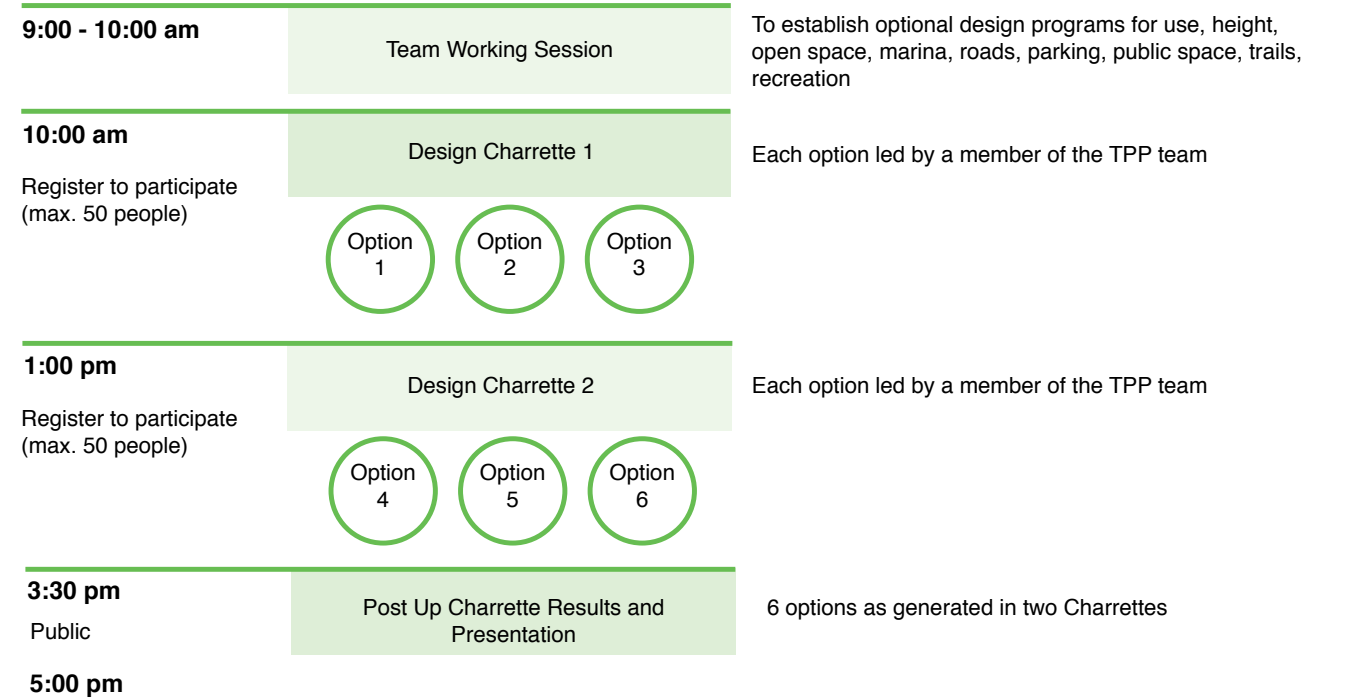 9:00 - 10:00 am
Team Working Session
To establish optional design programs for use, height,
open space, marina, roads, parking, public space, trails,
recreation
10:00 am
Register to participate
(max. 50 people)
Design Charrette 1
Each option led by a member of the TPP team
Option
1
Option
2
Option
3
1:00 pm
Register to participate
(max. 50 people)
Design Charrette 2
Each option led by a member of the TPP team
Option
4
Option
5
Option
6
3:30 pm
Public
Post Up Charrette Results and
Presentation
6 options as generated in two Charrettes
5:00 pm